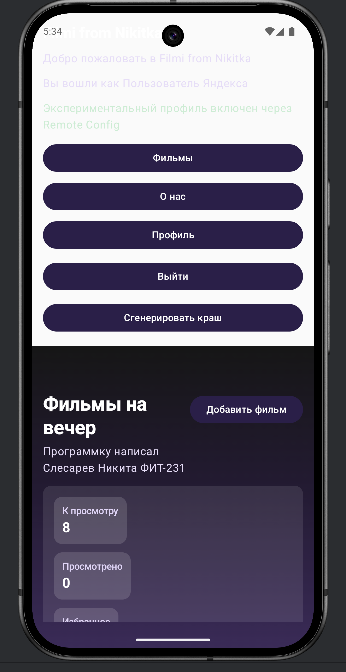 5:34
mi from Nikitka
Добро пожаловать в Filmi from Nikitka
Вы вошли как Пользователь Яндекса
Экспериментальный профиль включен через
Remote Config
Фильмы
О нас
Профиль
Выйти
Сгенерировать краш
Фильмы на
вечер
Добавить фильм
Программку написал
Слесарев Никита ФИТ-231
К просмотру
8
Просмотрено
0
Избранное